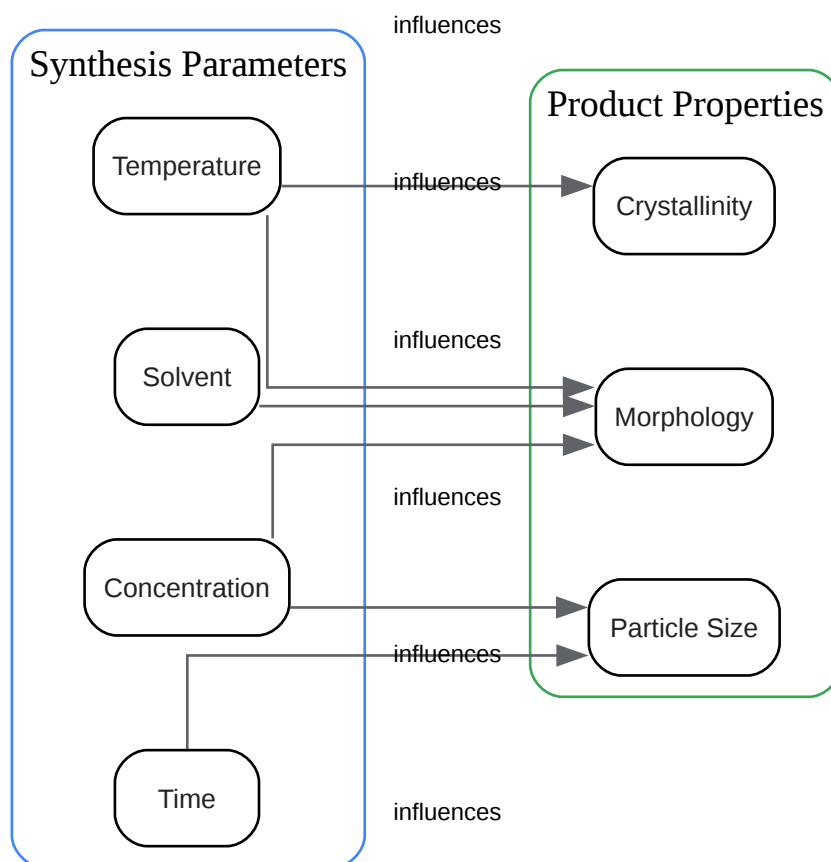 influences
Synthesis Parameters
Product Properties
Temperature
influences
Crystallinity
influences
Solvent
Morphology
influences
Concentration
Particle Size
influences
Time
influences